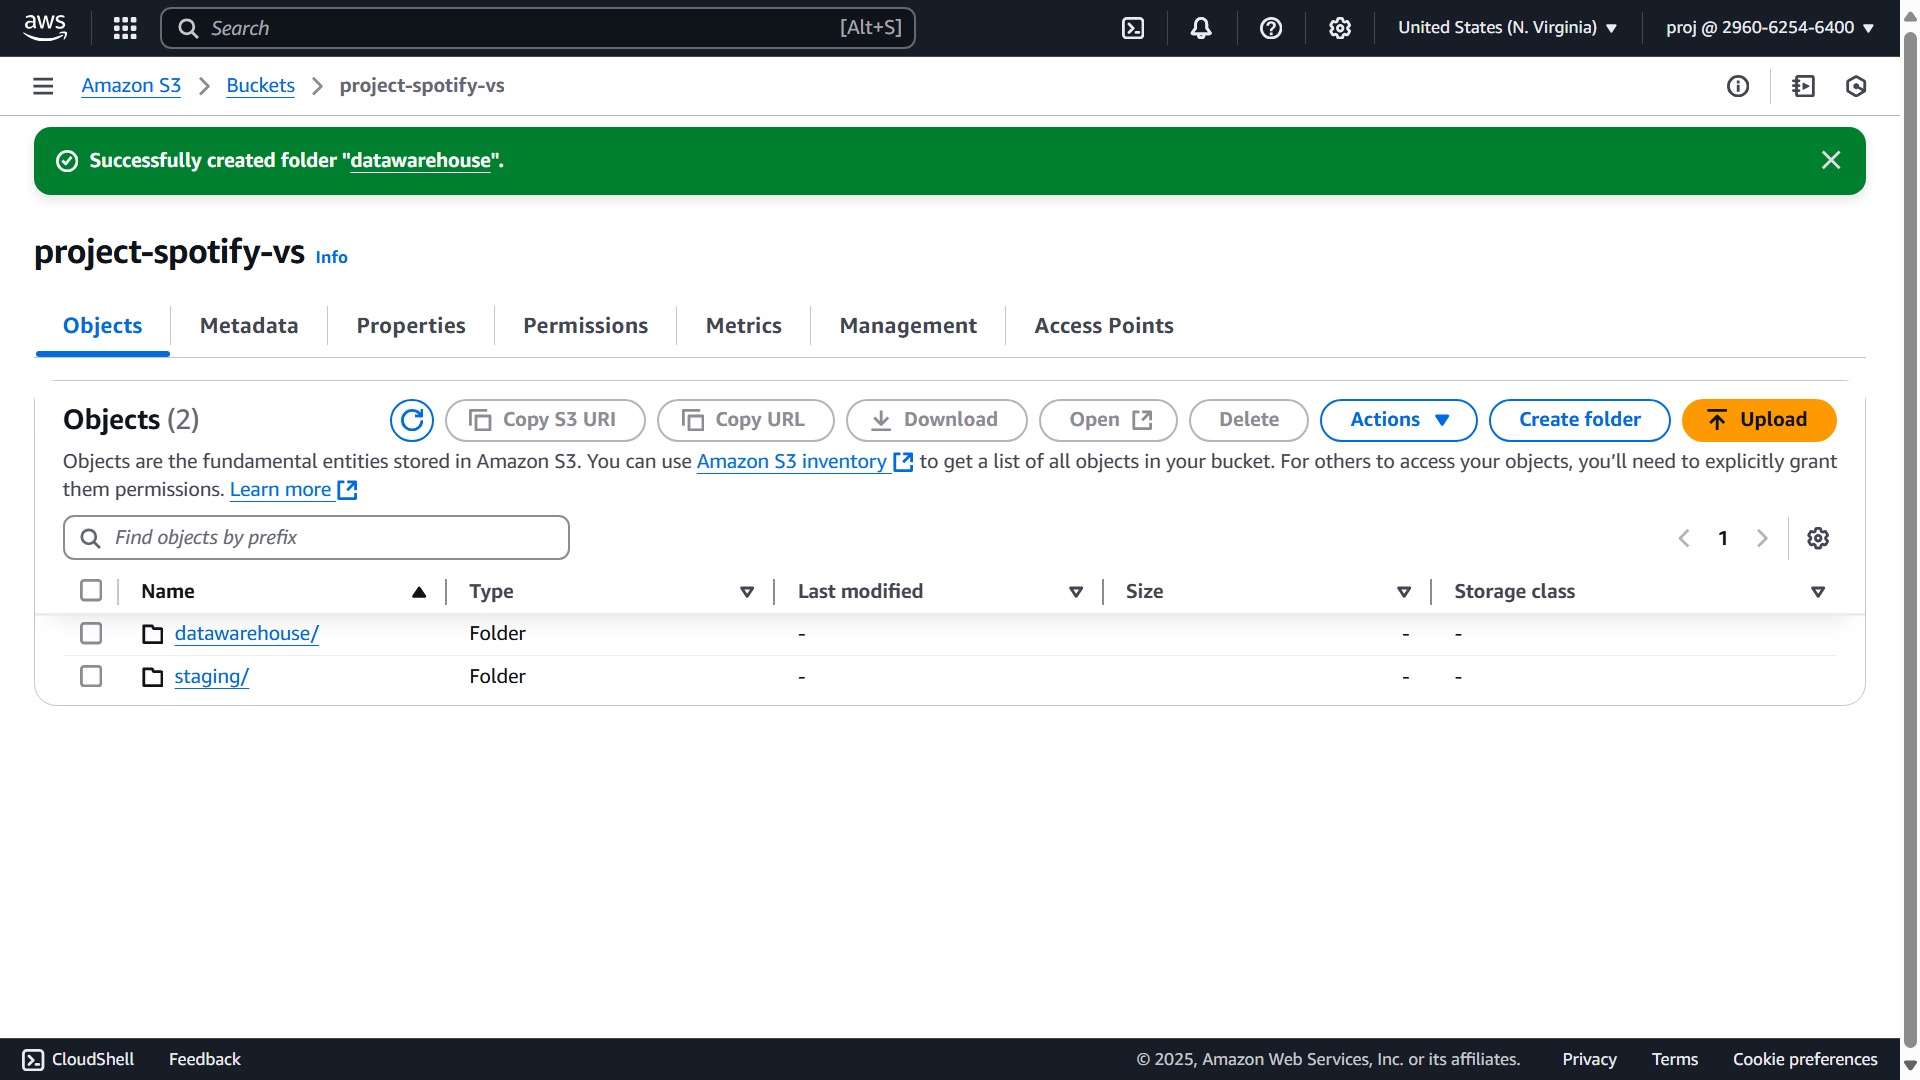 aws
Search [Alt+S]
United States (N. Virginia)
proj @ 2960-6254-6400
Amazon S3 Buckets project-spotify-vs
Successfully created folder "datawarehouse".
project-spotify-vs Info
Objects Metadata Properties Permissions Metrics Management Access Points
Objects (2) Copy S3 URI Copy URL Download Open Delete Actions Create folder Upload
Objects are the fundamental entities stored in Amazon S3. You can use Amazon S3 inventory to get a list of all objects in your bucket. For others to access your objects, you’ll need to explicitly grant
them permissions. Learn more
Find objects by prefix 1
Name Type Last modified Size Storage class
datawarehouse/ Folder - - -
staging/ Folder - - -
CloudShell Feedback © 2025, Amazon Web Services, Inc. or its affiliates. Privacy Terms Cookie preferences